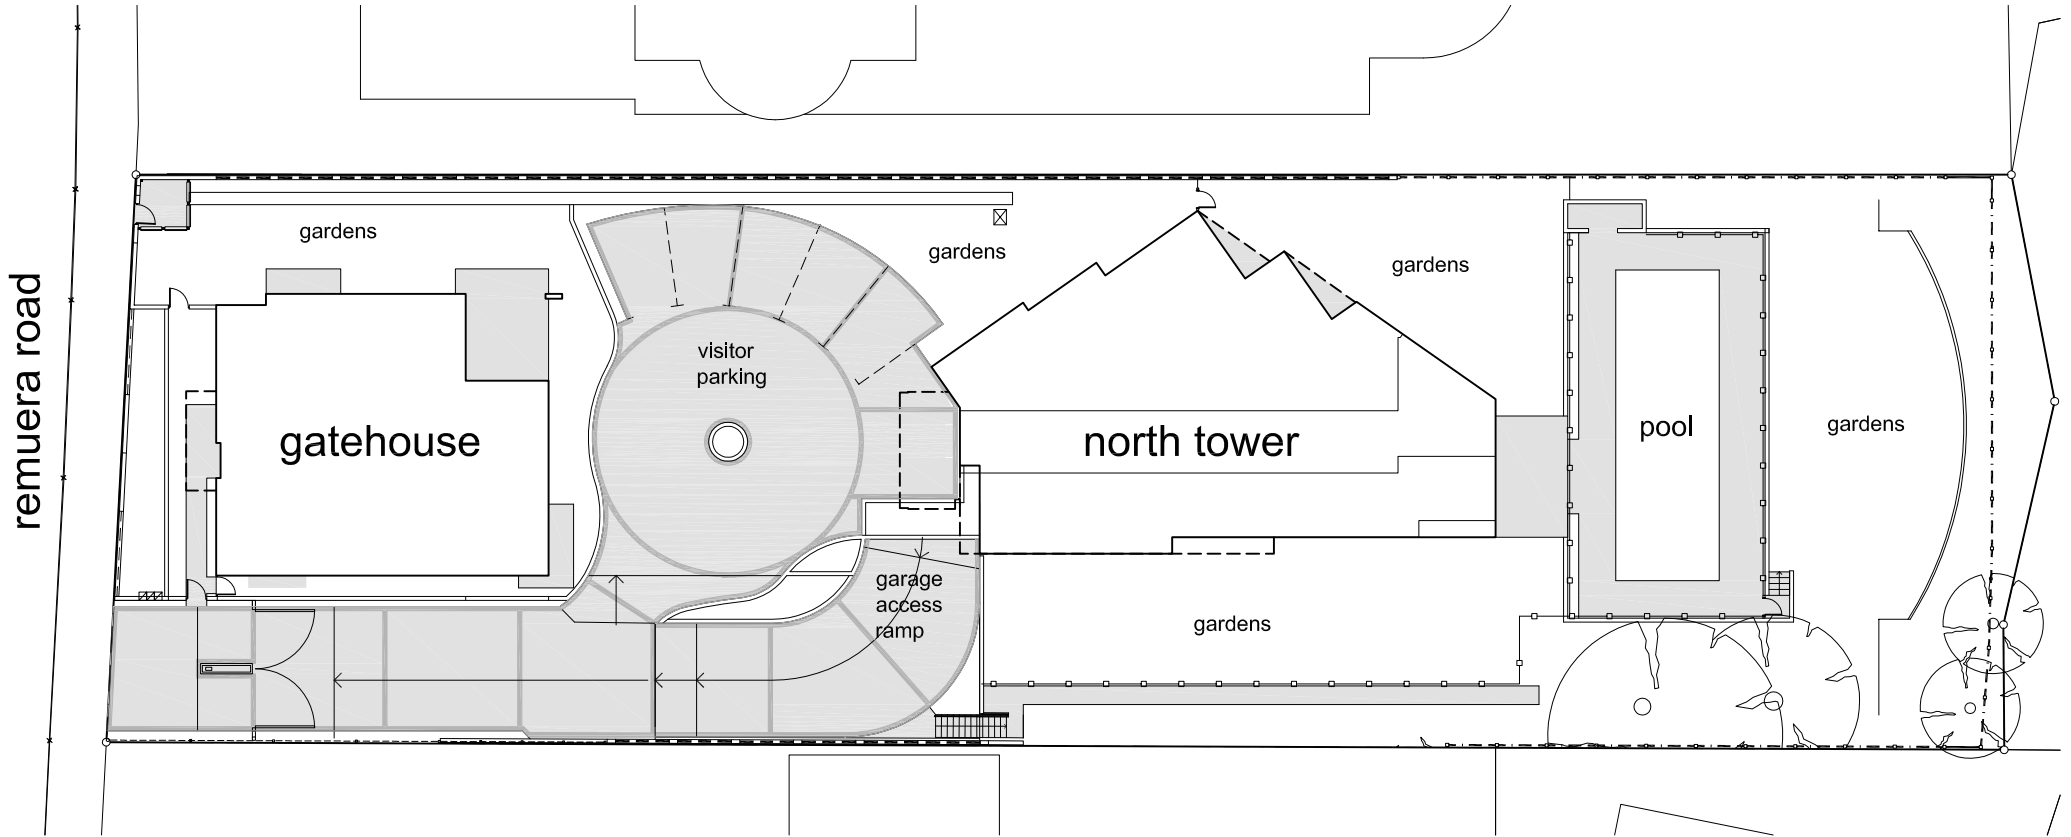 remuera road
gardens
gatehouse
visitor
parking
gardens
north tower
gardens
garage
access
ramp
gardens
pool
gardens